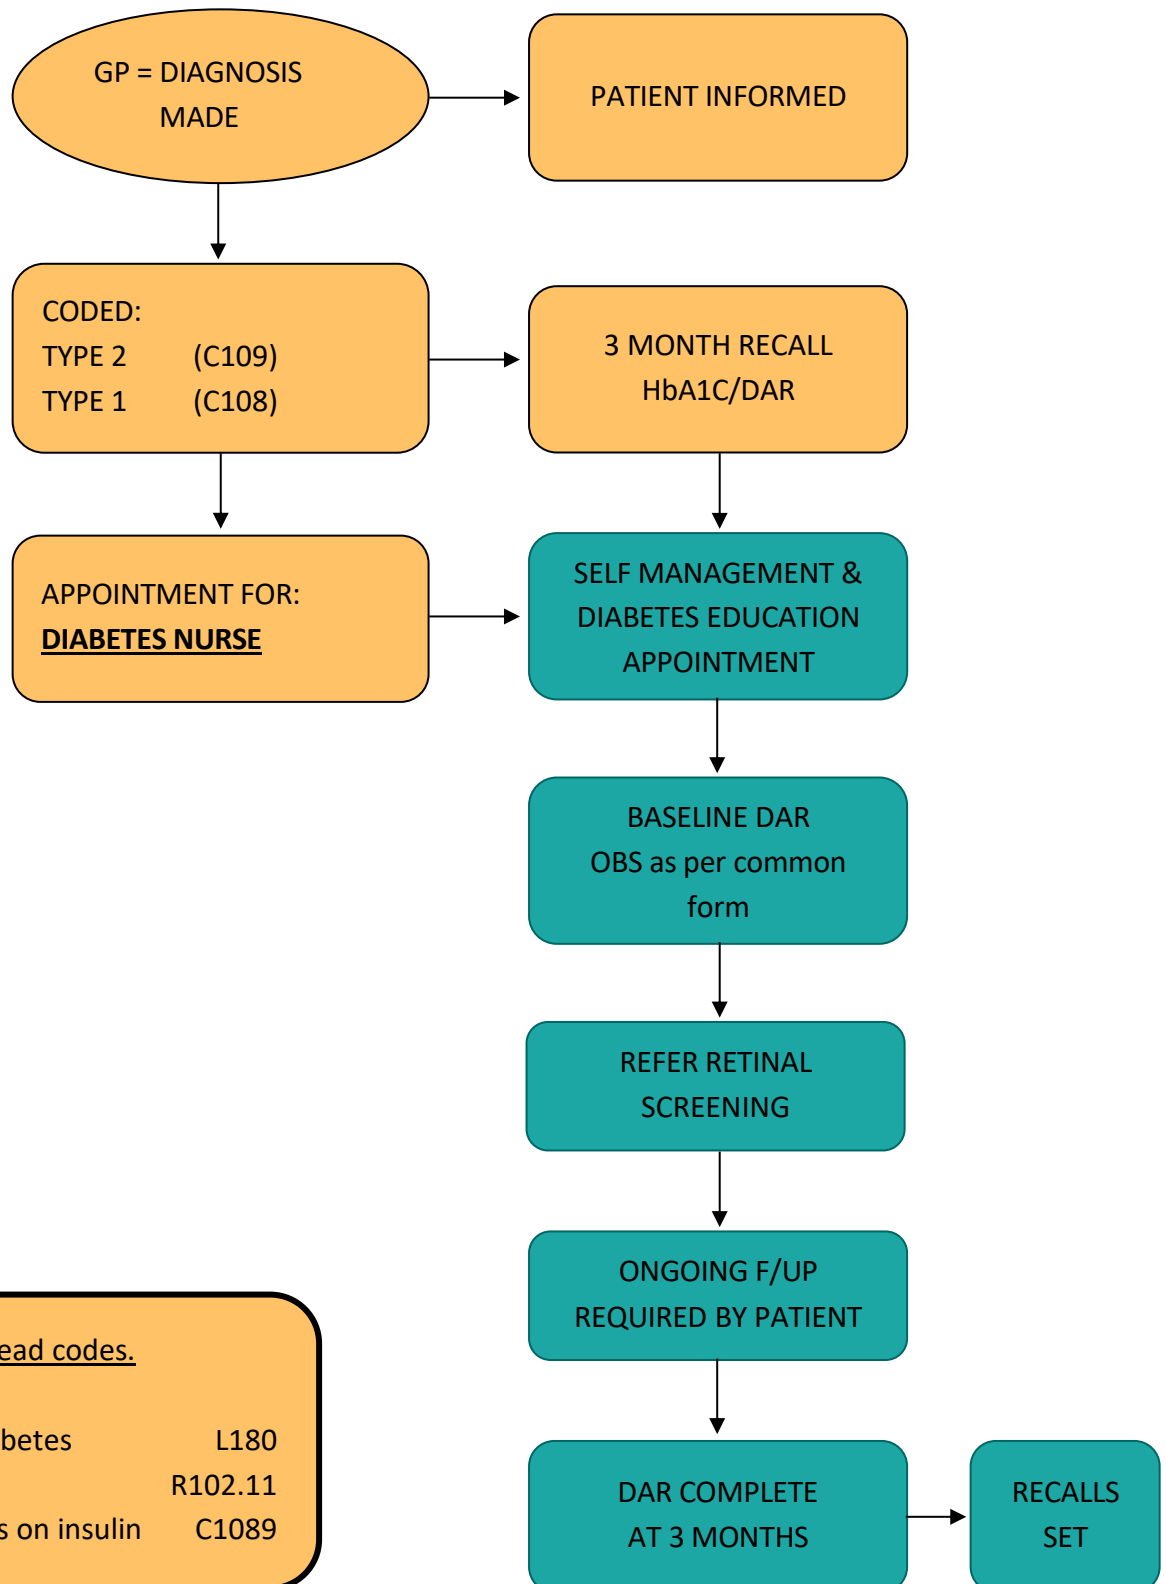 GP = DIAGNOSIS
MADE
PATIENT INFORMED
CODED:
TYPE 2 (C109)
TYPE 1 (C108)
3 MONTH RECALL
HbA1C/DAR
APPOINTMENT FOR:
DIABETES NURSE
SELF MANAGEMENT &
DIABETES EDUCATION
APPOINTMENT
BASELINE DAR
OBS as per common
form
REFER RETINAL
SCREENING
ONGOING F/UP
REQUIRED BY PATIENT
codes.
L180
R102.11
on insulin C1089
DAR COMPLETE
AT 3 MONTHS
RECALLS
SET